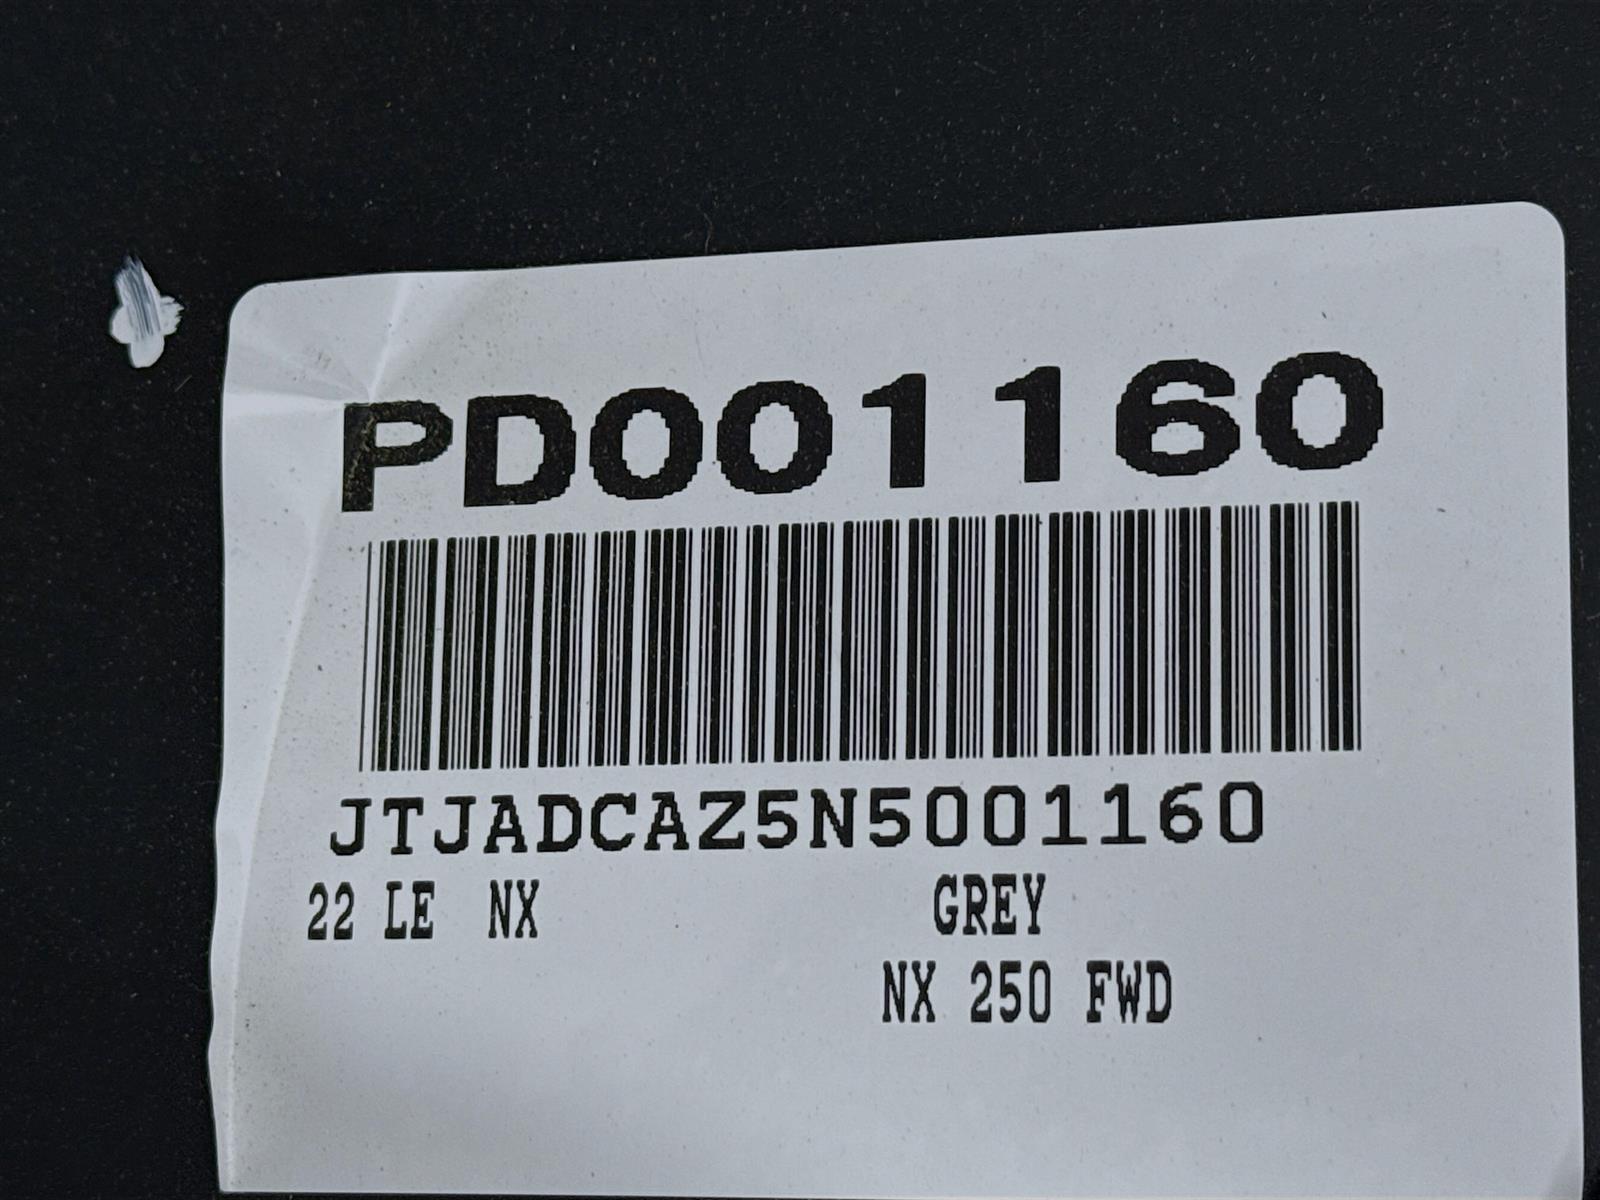 PD001160
JTJADCAZ5N5001160
22 LE NX GREY
NX 250 FWD